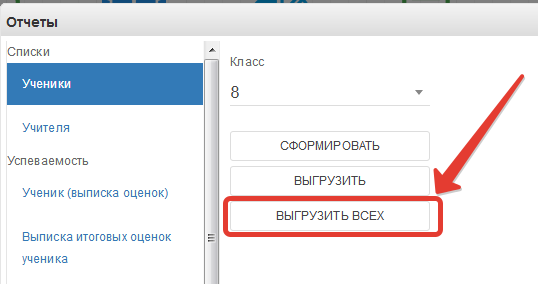 Отчеты
Списки
Ученики
Учителя
Успеваемость
Ученик (выписка оценок)
Выписка итоговых оценок
ученика
Класс
8
СФОРМИРОВАТЬ
ВЫГРУЗИТЬ
ВЫГРУЗИТЬ ВСЕХ